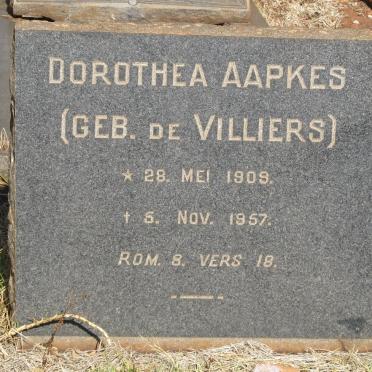 DOROTHEA AAPKES
(GEB. DE VILLIERS)
* 28. MEI 1909.
† 5. NOV. 1957.
ROM. 8. VERS 18.